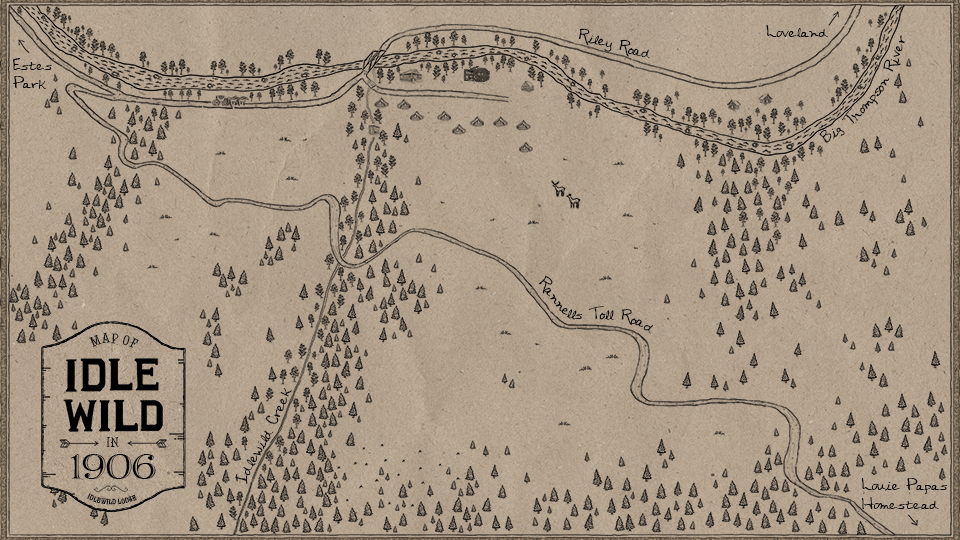 Estes
Park
Riley Road
Loveland
Big Thompson River
Rannells Toll Road
Idlewild Creek
MAP OF
IDLE
WILD
IN
1906
IDLEWILD LODGE
Louie Papas
Homestead